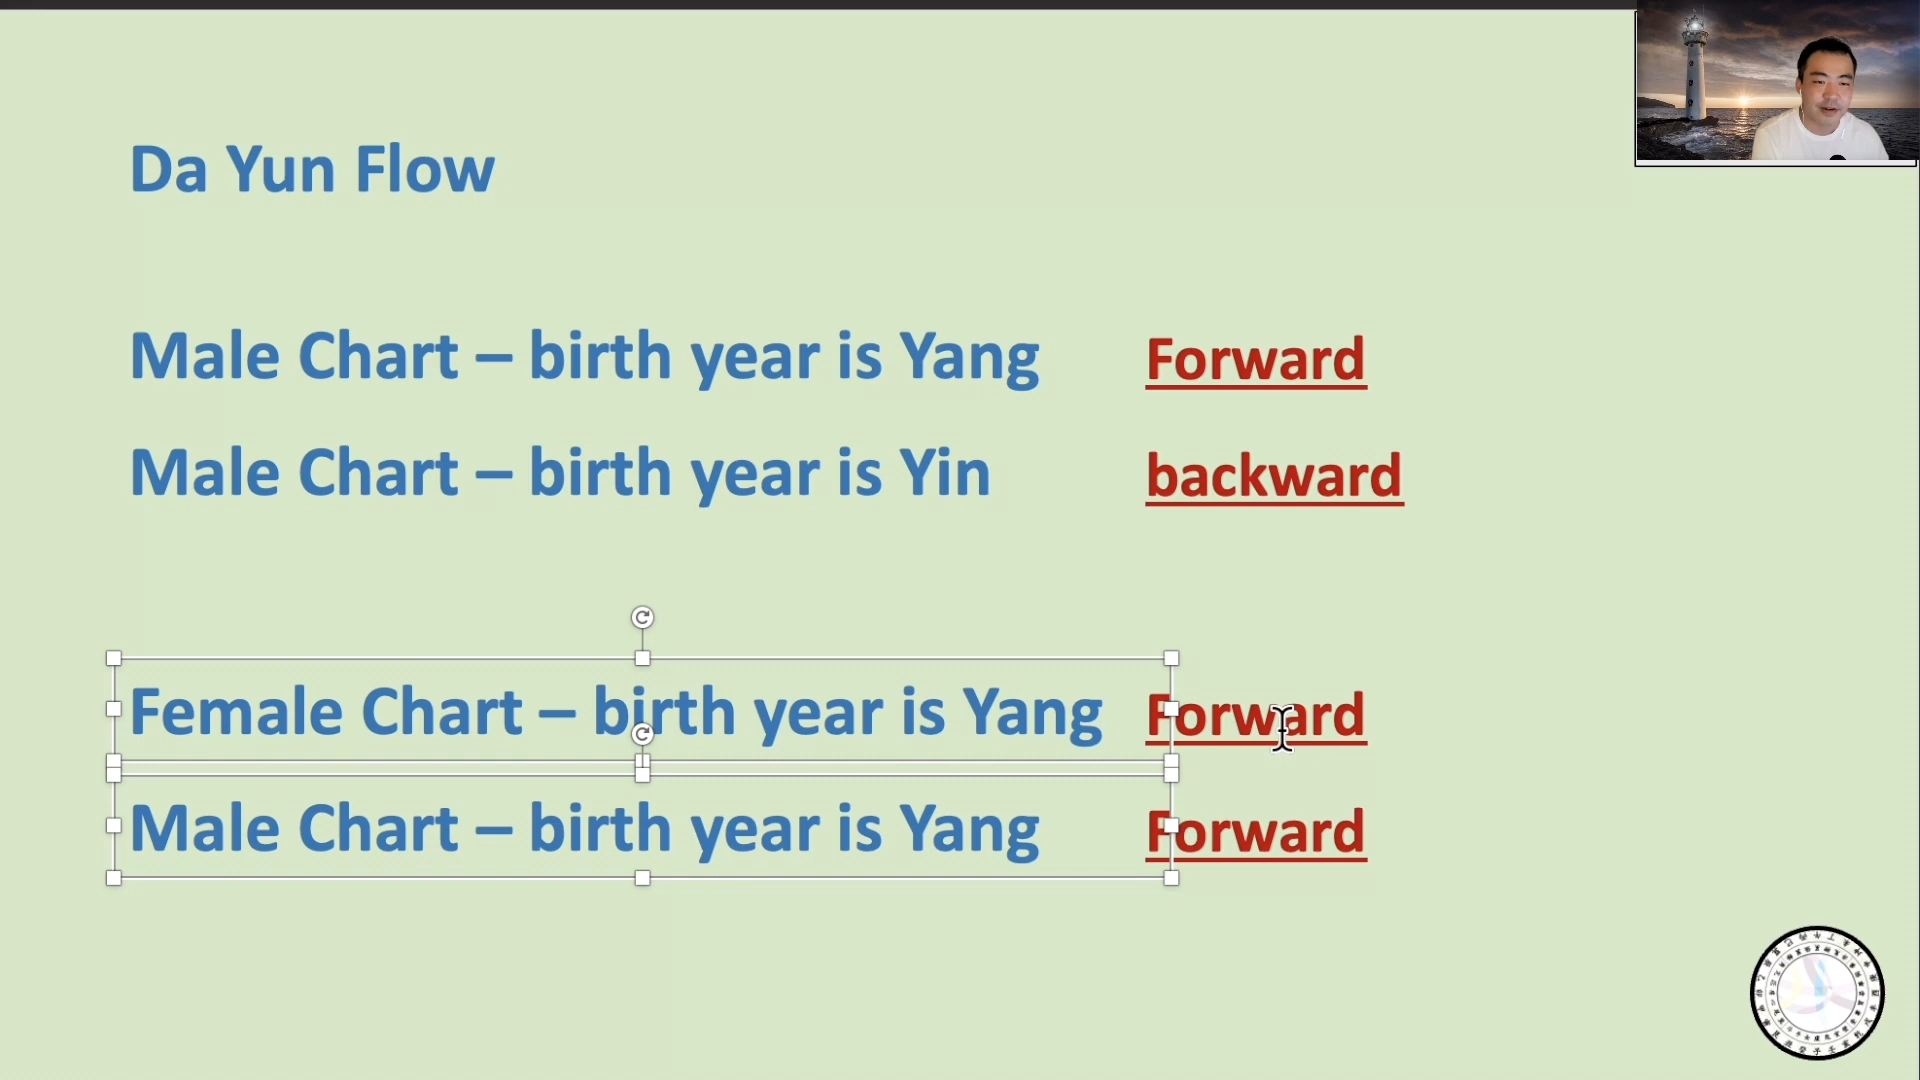 Da Yun Flow
Male Chart – birth year is Yang Forward
Male Chart – birth year is Yin backward
Female Chart – birth year is Yang Forward
Male Chart – birth year is Yang Forward